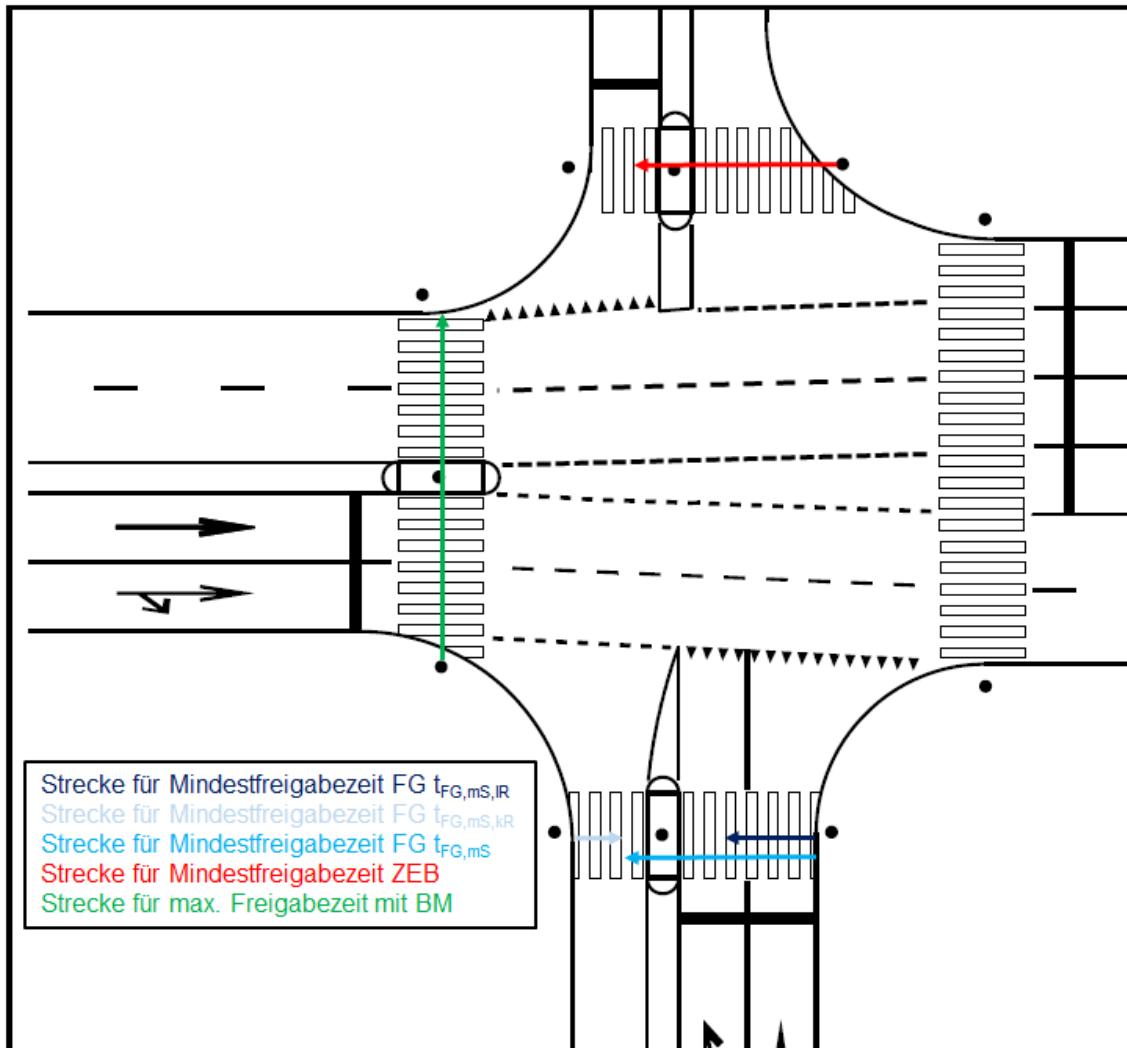 Strecke für Mindestfreigabezeit FG tFG,mS,lR
Strecke für Mindestfreigabezeit FG tFG,mS,kR
Strecke für Mindestfreigabezeit FG tFG,mS
Strecke für Mindestfreigabezeit ZEB
Strecke für max. Freigabezeit mit BM